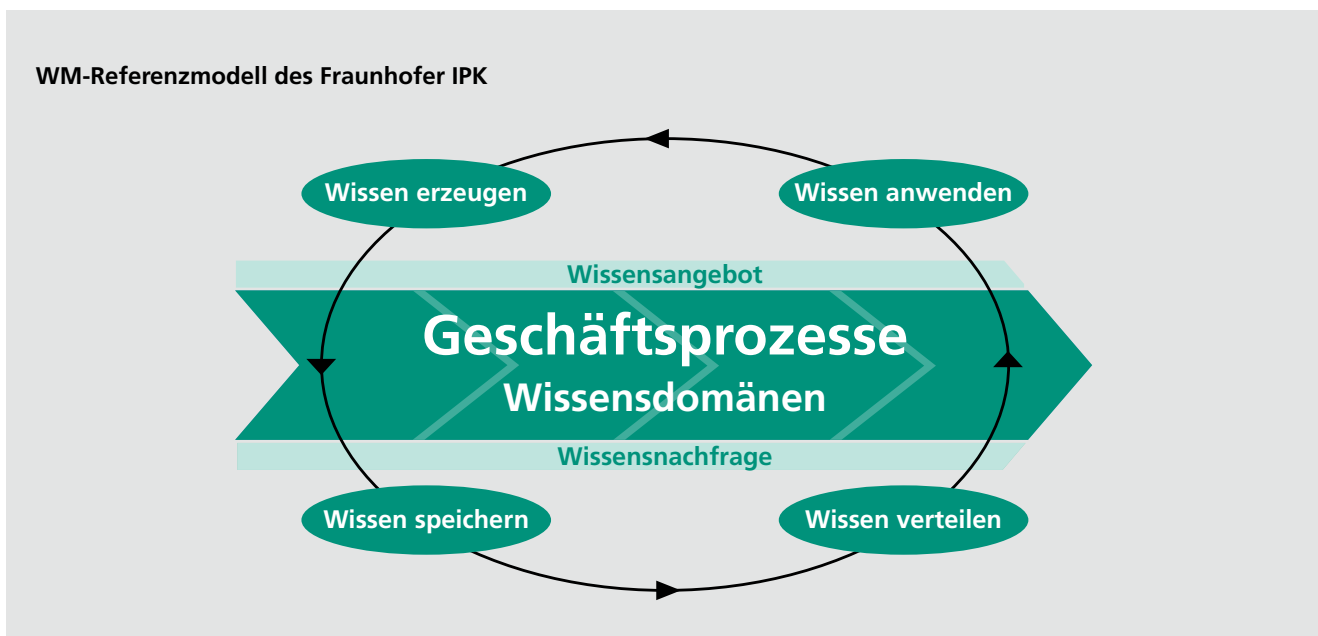 WM-Referenzmodell des Fraunhofer IPK
Wissen erzeugen
Wissen anwenden
Wissensangebot
Geschäftsprozesse
Wissensdomänen
Wissensnachfrage
Wissen speichern
Wissen verteilen